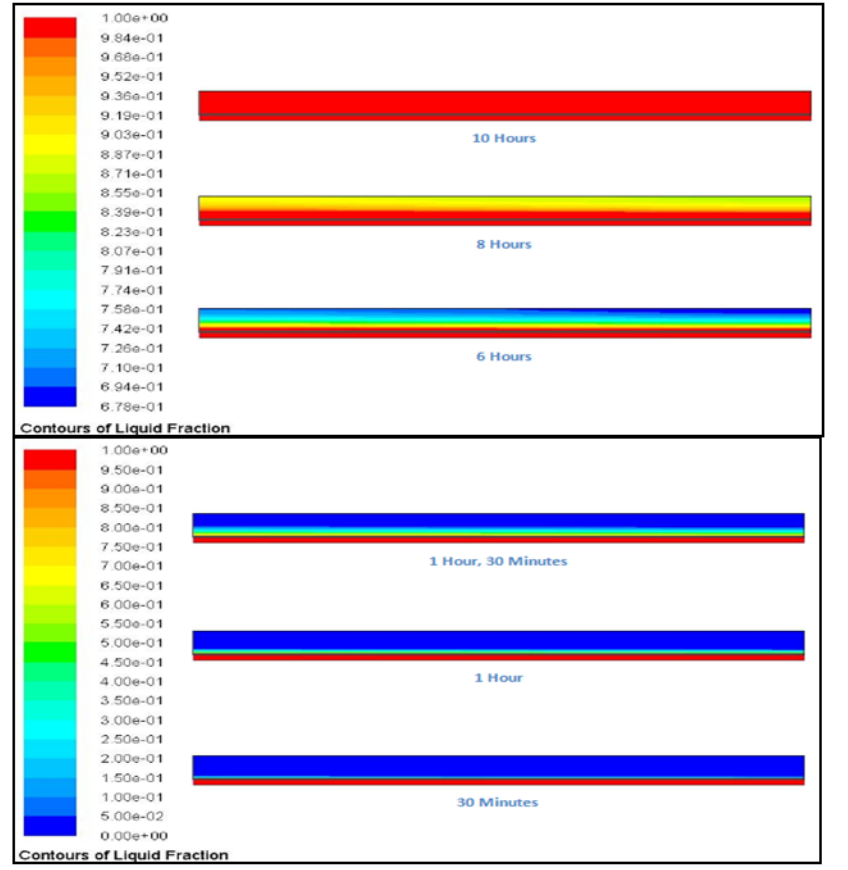 1.00e+00
9.84e-01
9.68e-01
9.52e-01
9.36e-01
9.19e-01
9.03e-01
8.87e-01
8.71e-01
8.55e-01
8.39e-01
8.23e-01
8.07e-01
7.91e-01
7.74e-01
7.58e-01
7.42e-01
7.26e-01
7.10e-01
6.94e-01
6.78e-01
10 Hours
8 Hours
6 Hours
Contours of Liquid Fraction
1.00e+00
9.50e-01
9.00e-01
8.50e-01
8.00e-01
7.50e-01
7.00e-01
6.50e-01
6.00e-01
5.50e-01
5.00e-01
4.50e-01
4.00e-01
3.50e-01
3.00e-01
2.50e-01
2.00e-01
1.50e-01
1.00e-01
5.00e-02
0.00e+00
1 Hour, 30 Minutes
1 Hour
30 Minutes
Contours of Liquid Fraction